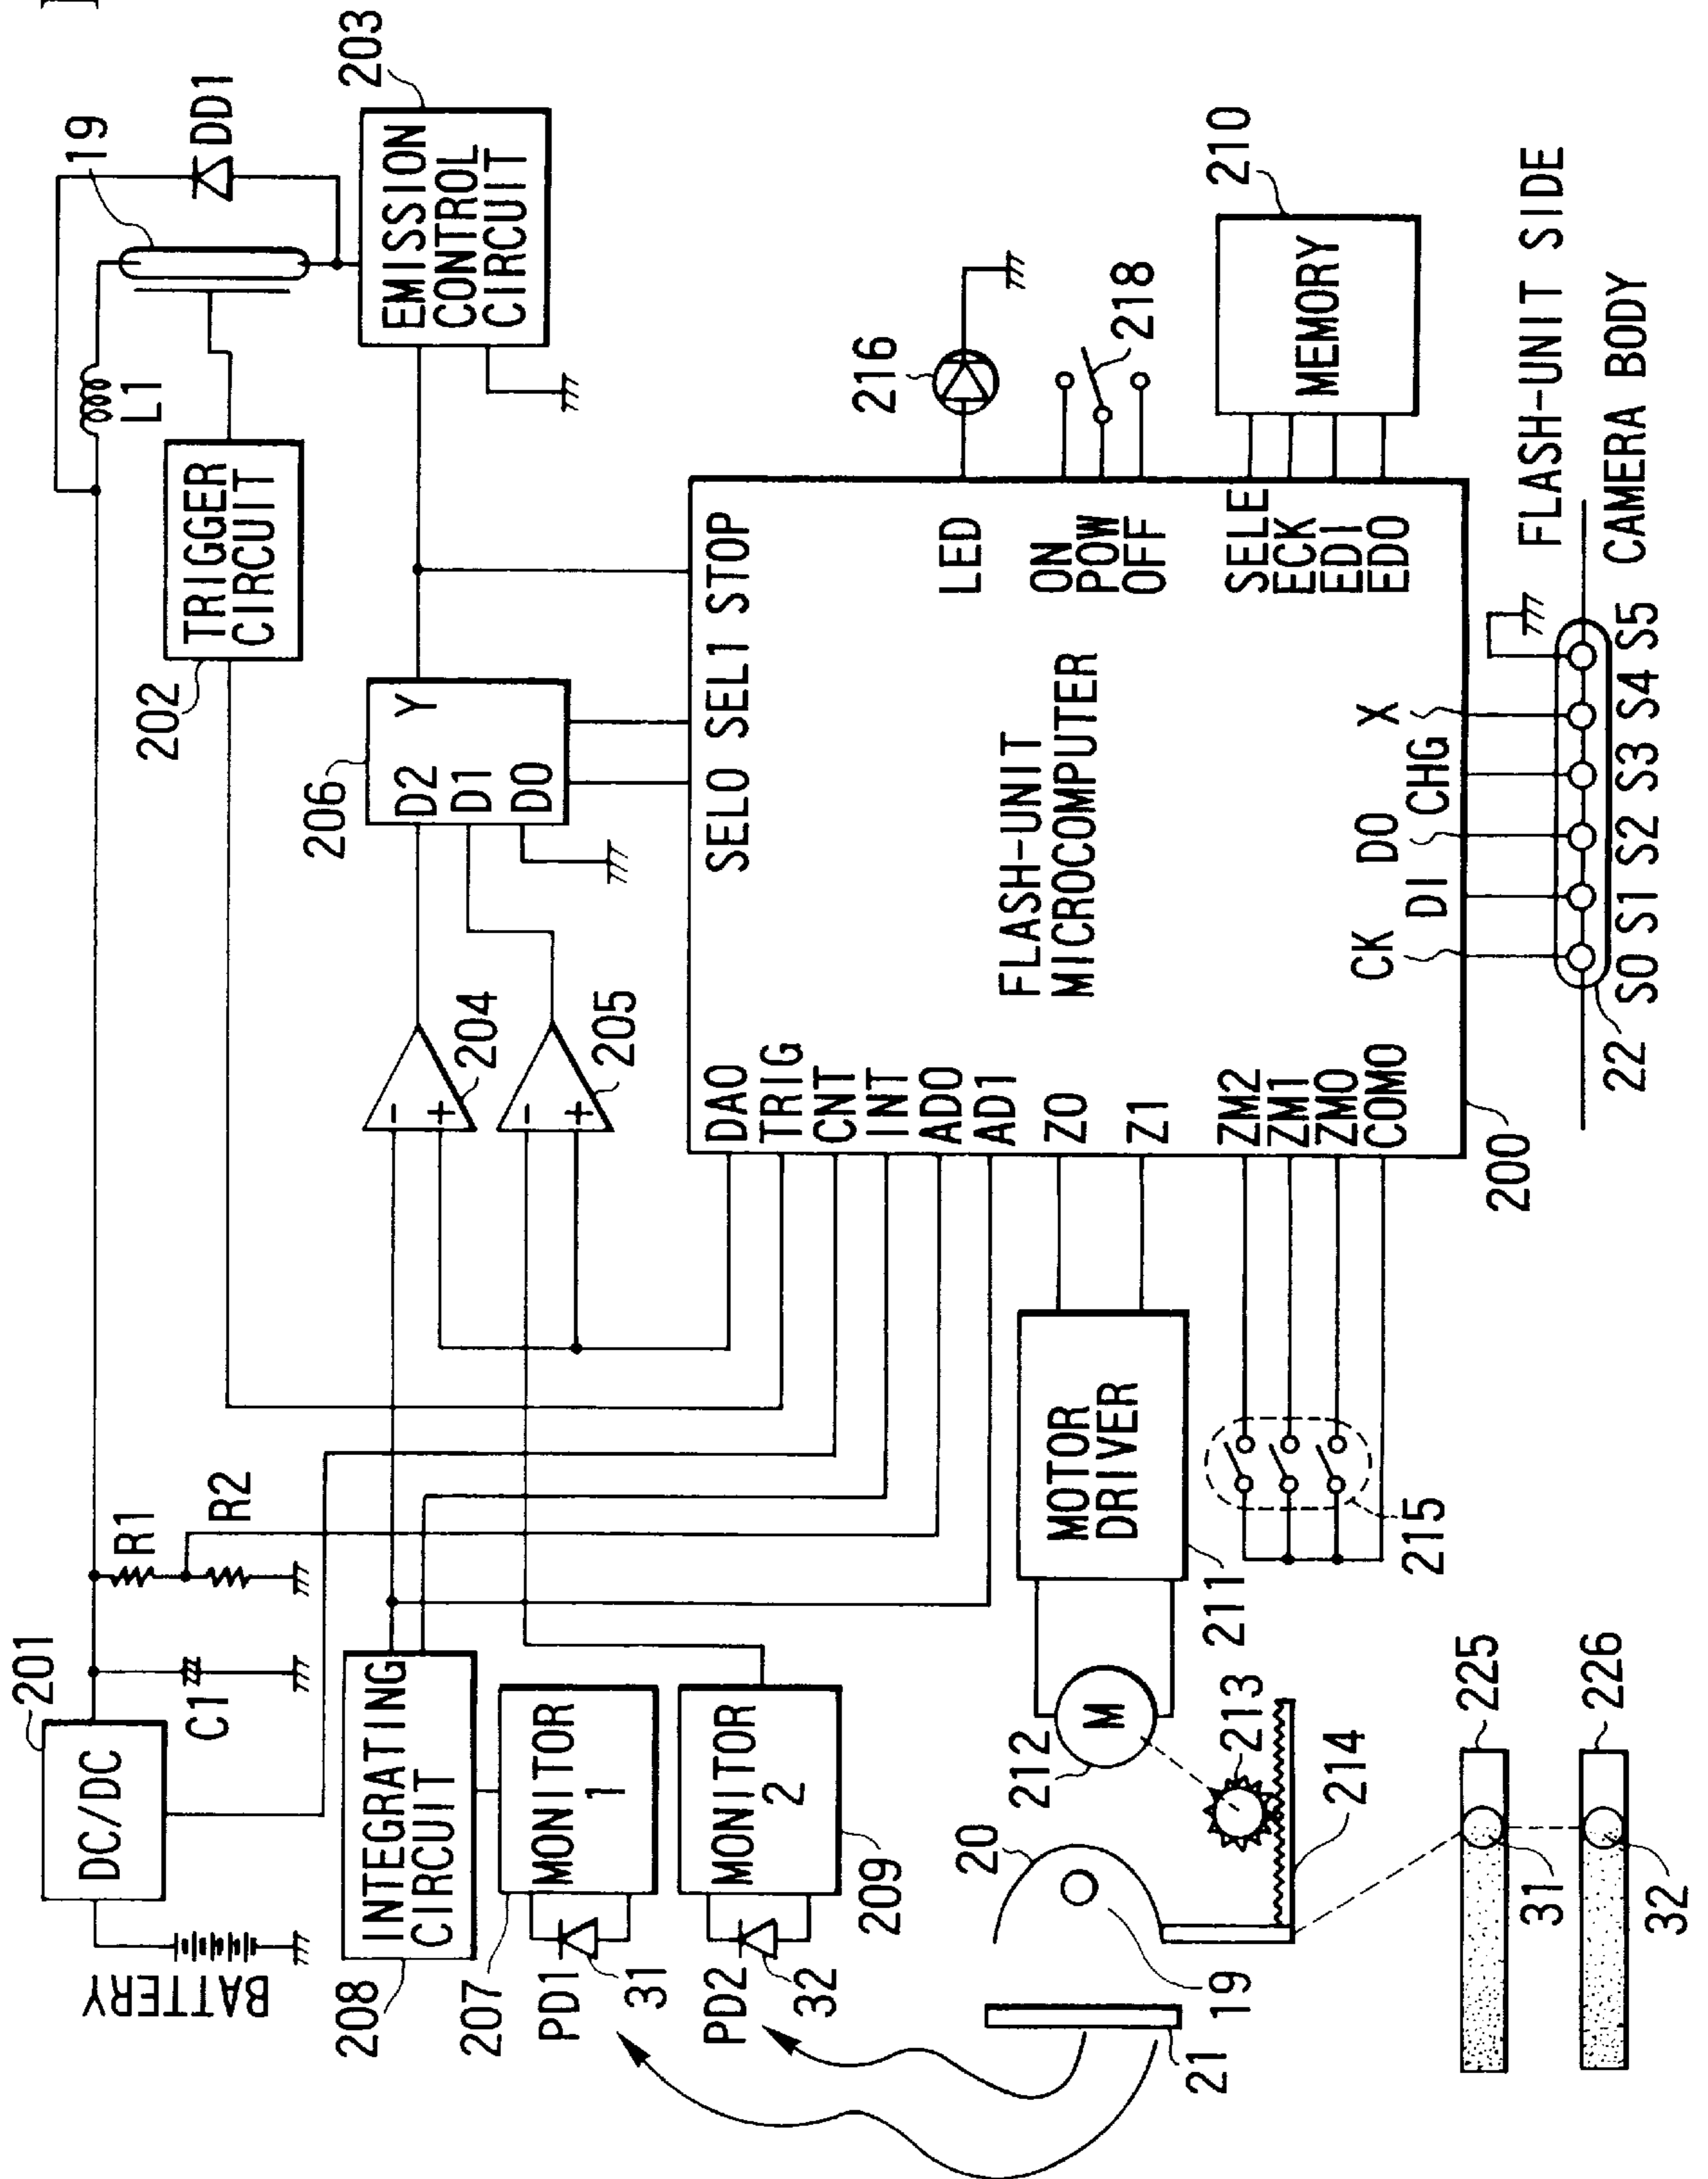 BATTERY
201
DC/DC
C1
R1
R2
202
TRIGGER
CIRCUIT
L1
19
DD1
203
EMISSION
CONTROL
CIRCUIT
206
D2
D1
D0
Y
204
-
+
205
-
+
208
INTEGRATING
CIRCUIT
207
MONITOR
1
PD1
31
MONITOR
2
209
PD2
32
DA0
TRIG
CNT
INT
AD0
AD1
Z0
Z1
ZM2
ZM1
ZM0
COM0
SEL0
SEL1
STOP
FLASH-UNIT
MICROCOMPUTER
LED
ON
POW
OFF
SELE
ECK
EDI
EDO
CK
DI
DO
CHG
X
200
216
218
210
MEMORY
MOTOR
DRIVER
211
M
212
213
214
215
20
19
21
225
31
226
32
22
S0
S1
S2
S3
S4
S5
FLASH-UNIT SIDE
CAMERA BODY